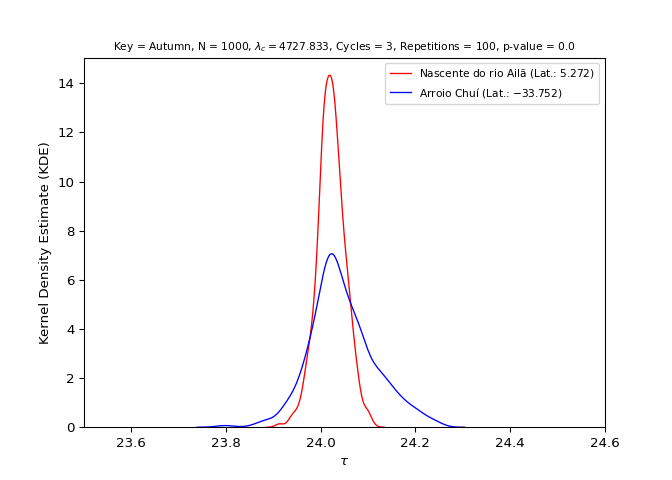 Key = Autumn, N = 1000, λc = 4727.833, Cycles = 3, Repetitions = 100, p-value = 0.0
Nascente do rio Ailã (Lat.: 5.272)
Arroio Chuí (Lat.: −33.752)
Kernel Density Estimate (KDE)
14
12
10
8
6
4
2
0
23.6 23.8 24.0 24.2 24.4 24.6
τ